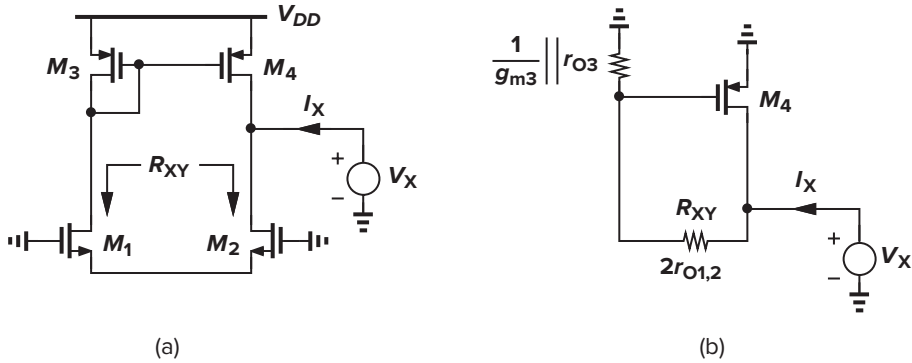 V_DD
M_3
M_4
I_X
R_XY
+
−
V_X
M_1
M_2
(a)
1/g_m3 || r_O3
M_4
I_X
R_XY
2r_O1,2
+
−
V_X
(b)